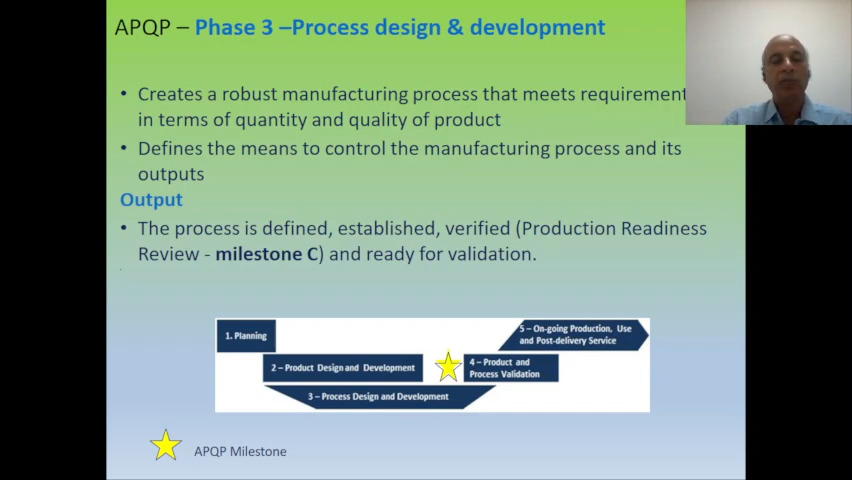 APQP – Phase 3 –Process design & development
• Creates a robust manufacturing process that meets requirement
in terms of quantity and quality of product
• Defines the means to control the manufacturing process and its
outputs
Output
• The process is defined, established, verified (Production Readiness
Review - milestone C) and ready for validation.
1. Planning
5 – On-going Production, Use
and Post-delivery Service
2 – Product Design and Development
4 – Product and
Process Validation
3 – Process Design and Development
APQP Milestone